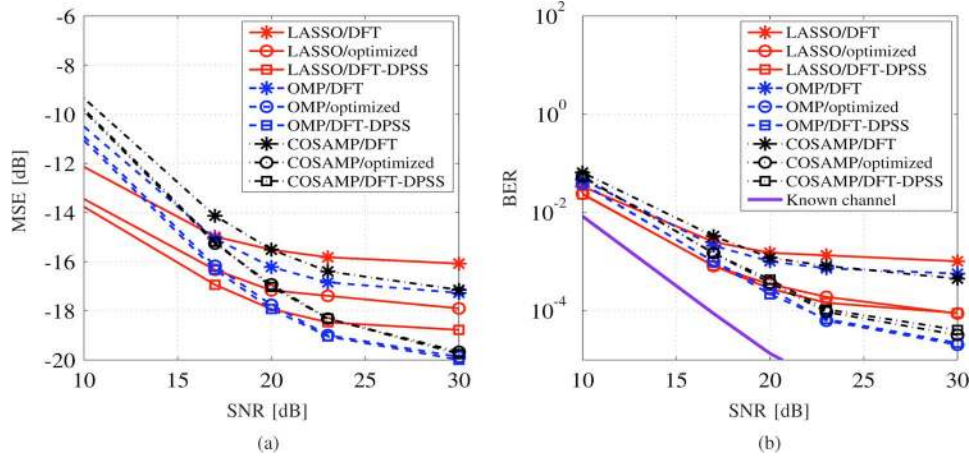 -6
-8
-10
-12
-14
-16
-18
-20
MSE [dB]
10
15
20
25
30
SNR [dB]
LASSO/DFT
LASSO/optimized
LASSO/DFT-DPSS
OMP/DFT
OMP/optimized
OMP/DFT-DPSS
COSAMP/DFT
COSAMP/optimized
COSAMP/DFT-DPSS
(a)
10^2
10^0
10^-2
10^-4
BER
10
15
20
25
30
SNR [dB]
LASSO/DFT
LASSO/optimized
LASSO/DFT-DPSS
OMP/DFT
OMP/optimized
OMP/DFT-DPSS
COSAMP/DFT
COSAMP/optimized
COSAMP/DFT-DPSS
Known channel
(b)